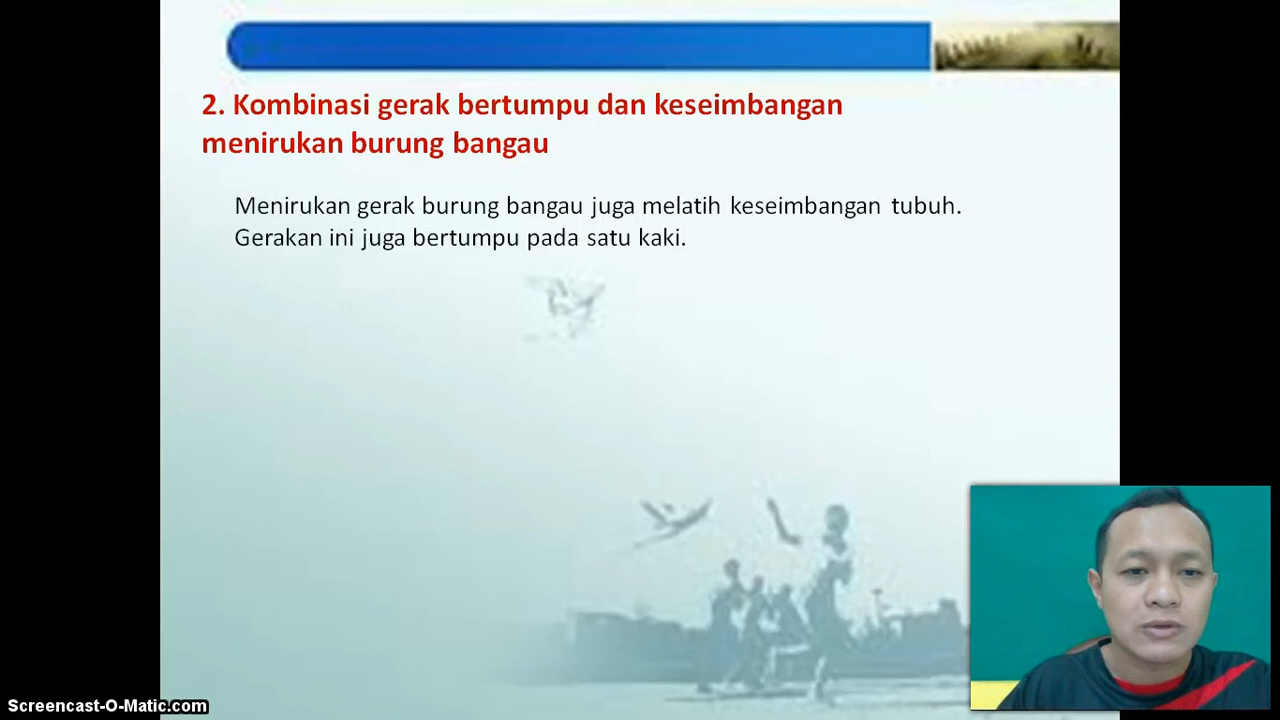 2. Kombinasi gerak bertumpu dan keseimbangan
menirukan burung bangau
Menirukan gerak burung bangau juga melatih keseimbangan tubuh.
Gerakan ini juga bertumpu pada satu kaki.
Screencast-O-Matic.com